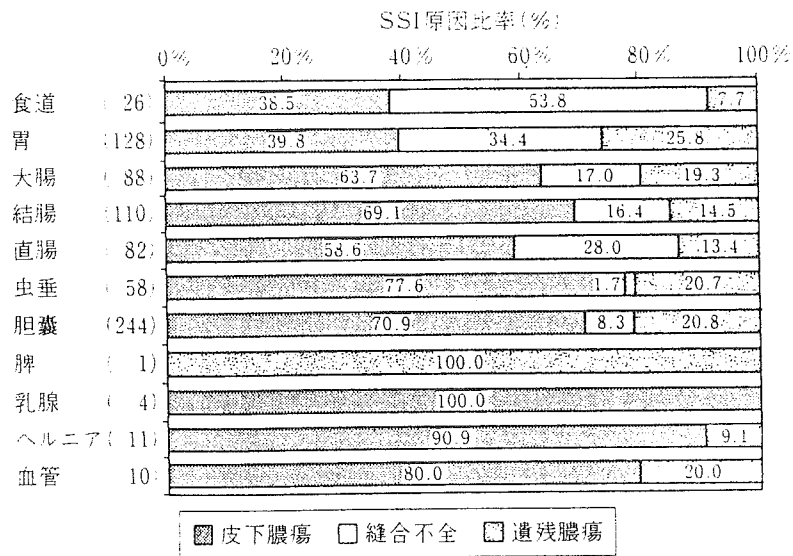 SSI原因比率(%)
0% 20% 40% 60% 80% 100%
食道 ( 26) 38.5 53.8 7.7
胃 (128) 39.8 34.4 25.8
大腸 ( 88) 63.7 17.0 19.3
結腸 (110) 69.1 16.4 14.5
直腸 ( 82) 58.6 28.0 13.4
虫垂 ( 58) 77.6 1.7 20.7
胆嚢 (244) 70.9 8.3 20.8
脾 ( 1) 100.0
乳腺 ( 4) 100.0
ヘルニア( 11) 90.9 9.1
血管 ( 10) 80.0 20.0
皮下膿瘍 縫合不全 遺残膿瘍